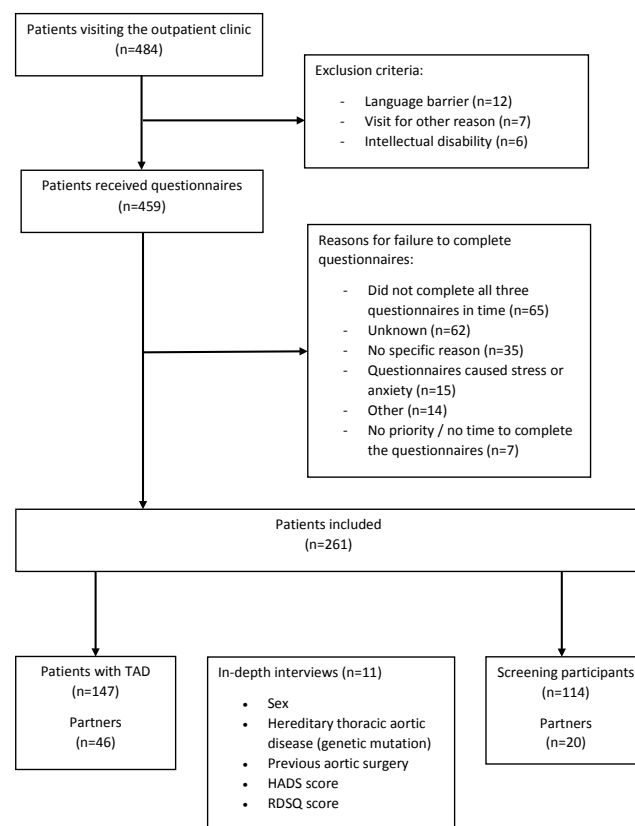 Patients visiting the outpatient clinic
(n=484)
Exclusion criteria:
- Language barrier (n=12)
- Visit for other reason (n=7)
- Intellectual disability (n=6)
Patients received questionnaires
(n=459)
Reasons for failure to complete
questionnaires:
- Did not complete all three
questionnaires in time (n=65)
- Unknown (n=62)
- No specific reason (n=35)
- Questionnaires caused stress or
anxiety (n=15)
- Other (n=14)
- No priority / no time to complete
the questionnaires (n=7)
Patients included
(n=261)
Patients with TAD
(n=147)
Partners
(n=46)
In-depth interviews (n=11)
• Sex
• Hereditary thoracic aortic
disease (genetic mutation)
• Previous aortic surgery
• HADS score
• RDSQ score
Screening participants
(n=114)
Partners
(n=20)